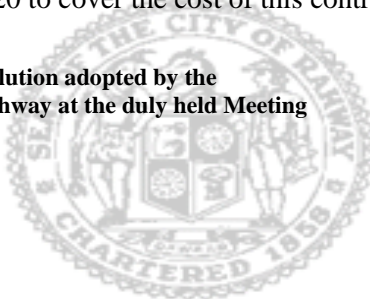 20 to cover the cost of this contr
lution adopted by the
hway at the duly held Meeting
THE CITY OF RAHWAY
CHARTERED 1858